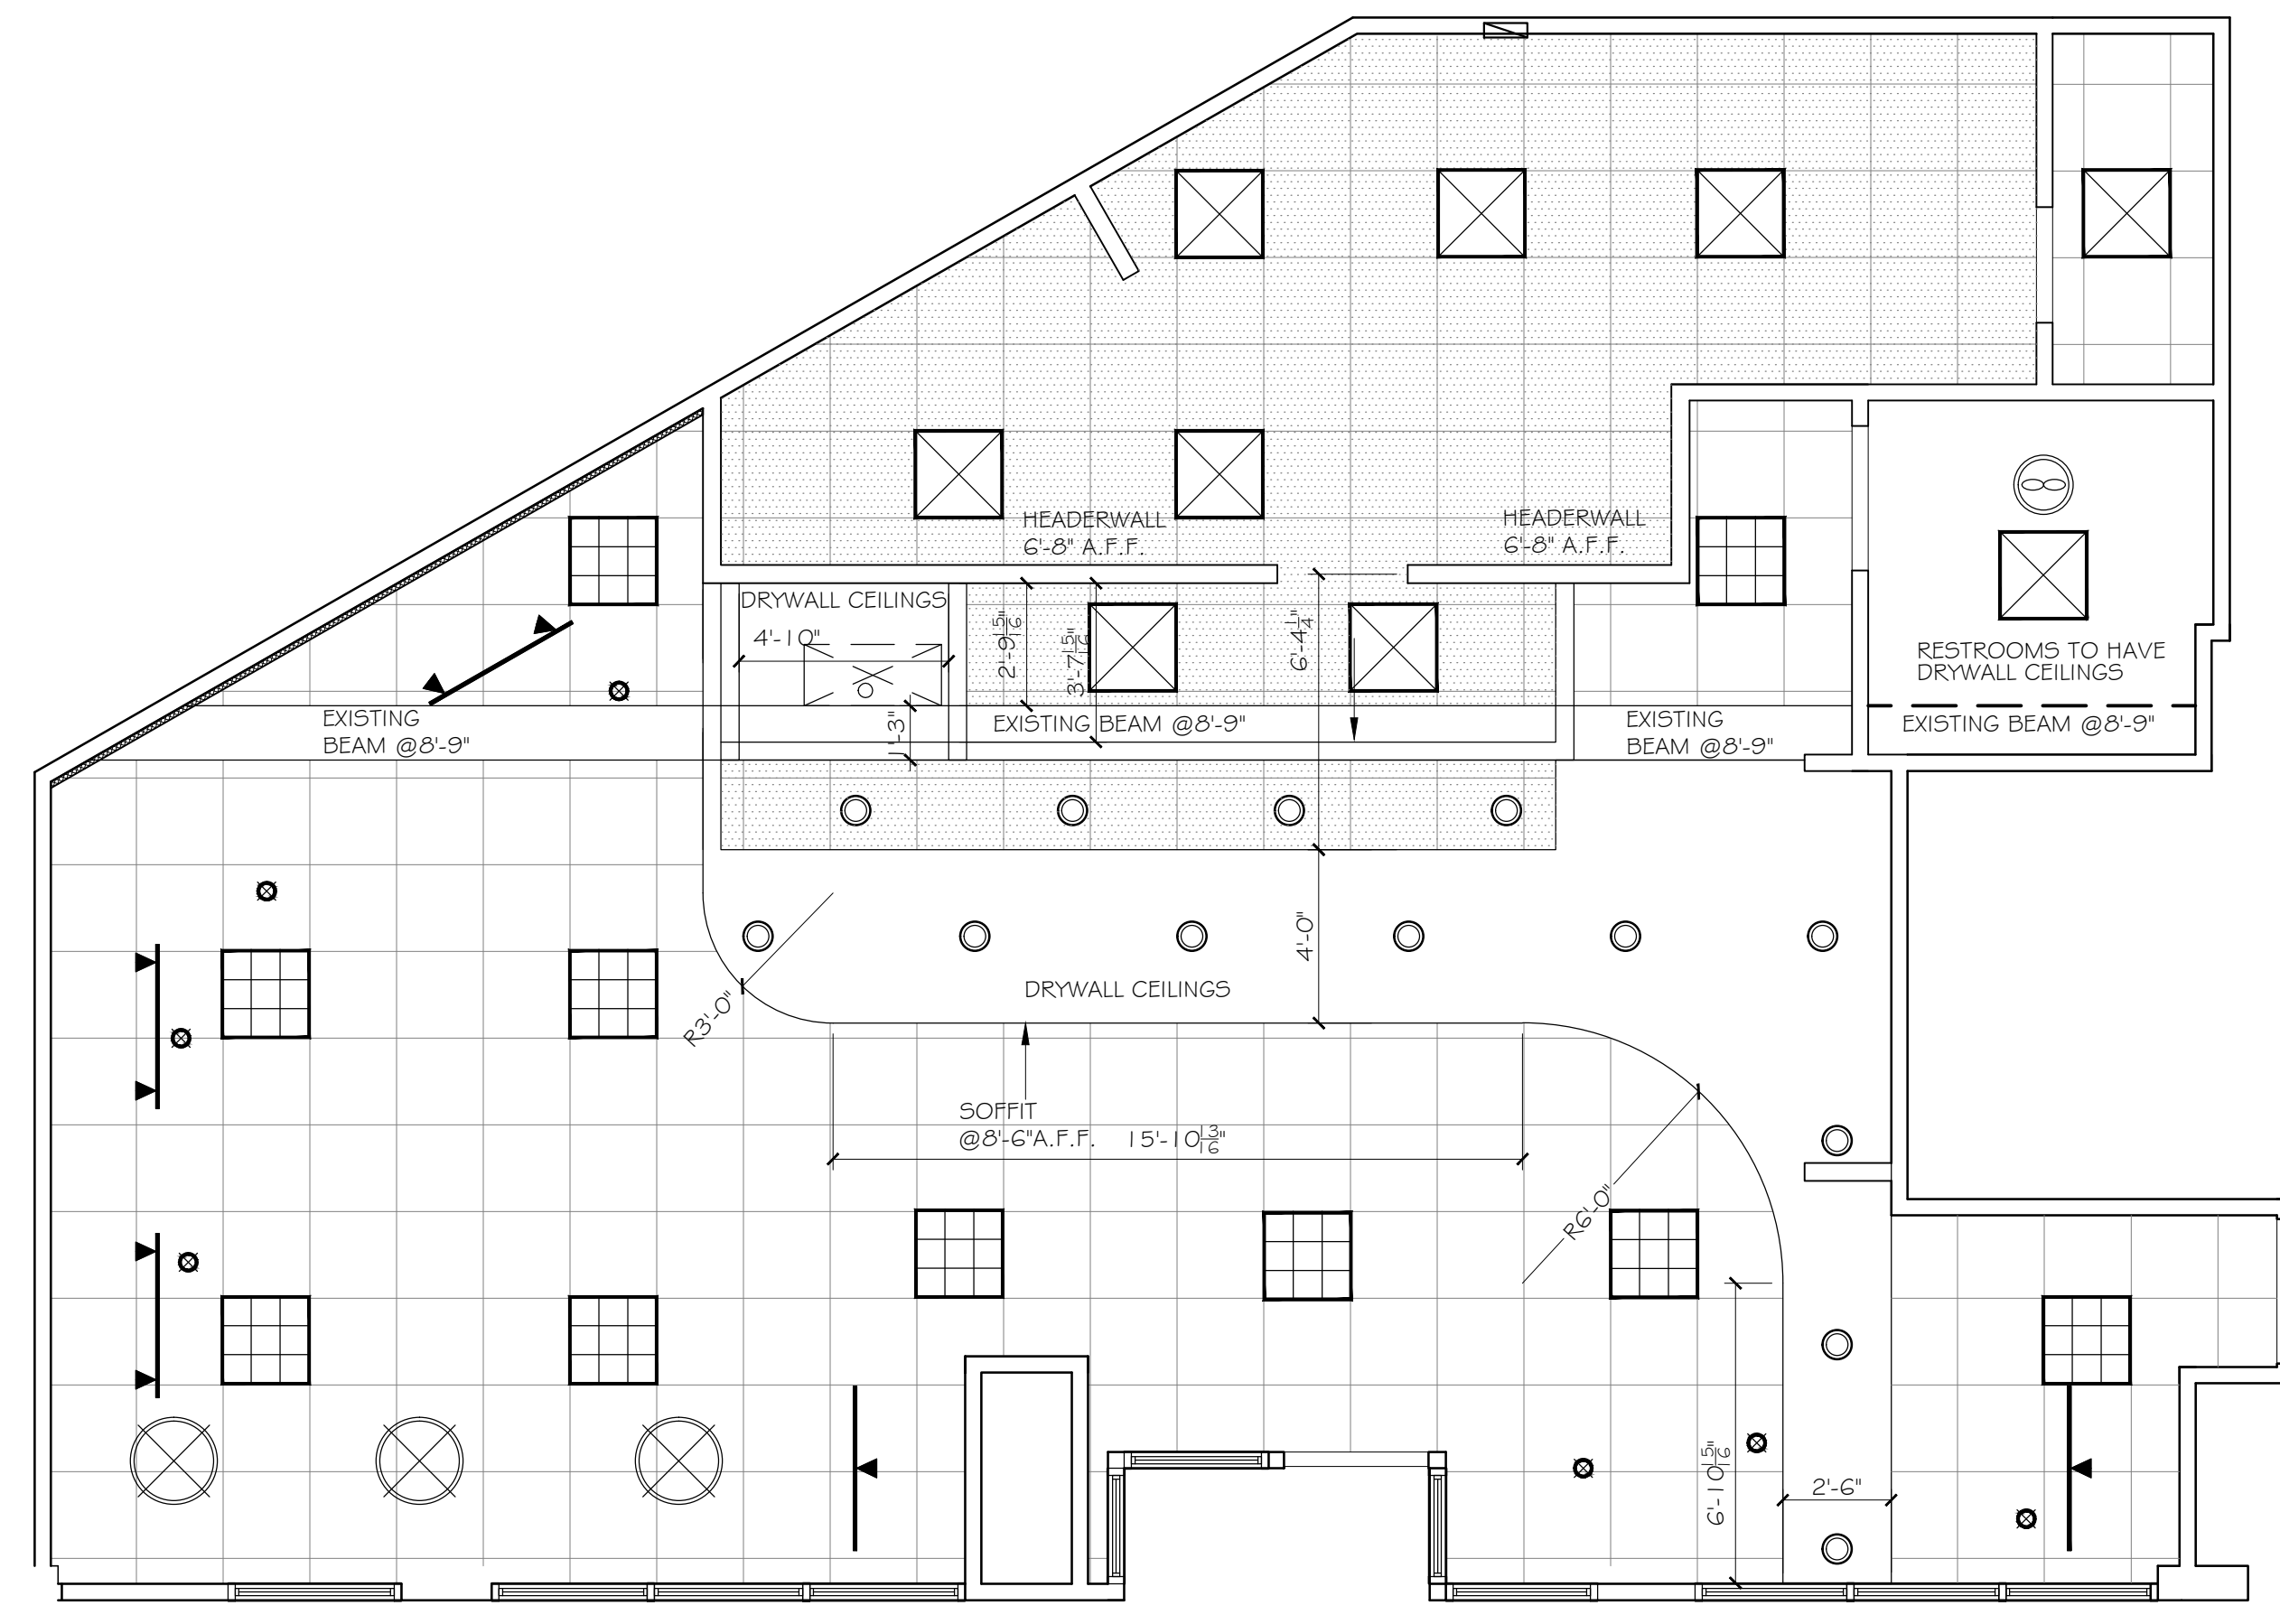 HEADERWALL
6'-8" A.F.F.
HEADERWALL
6'-8" A.F.F.
DRYWALL CEILINGS
4'-10"
2'-9 15/16"
3'-7 15/16"
6'-4 1/4"
RESTROOMS TO HAVE
DRYWALL CEILINGS
EXISTING
BEAM @8'-9"
1'-3"
EXISTING BEAM @8'-9"
EXISTING
BEAM @8'-9"
EXISTING BEAM @8'-9"
4'-0"
DRYWALL CEILINGS
R3'-0"
SOFFIT
@8'-6"A.F.F.
15'-10 13/16"
R6'-0"
6'-10 15/16"
2'-6"